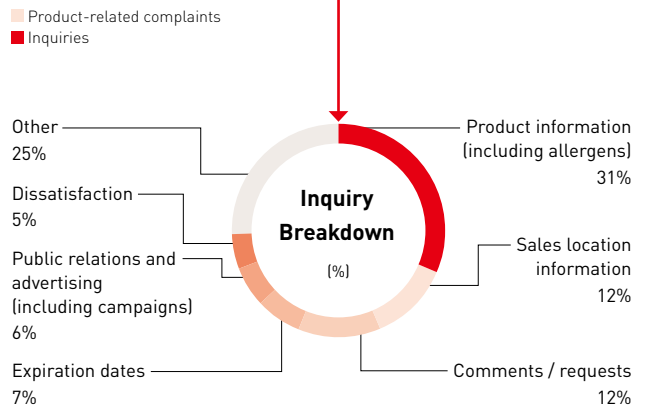 Product-related complaints
Inquiries
Inquiry
Breakdown
(%)
Product information
(including allergens)
31%
Sales location
information
12%
Comments / requests
12%
Expiration dates
7%
Public relations and
advertising
(including campaigns)
6%
Dissatisfaction
5%
Other
25%